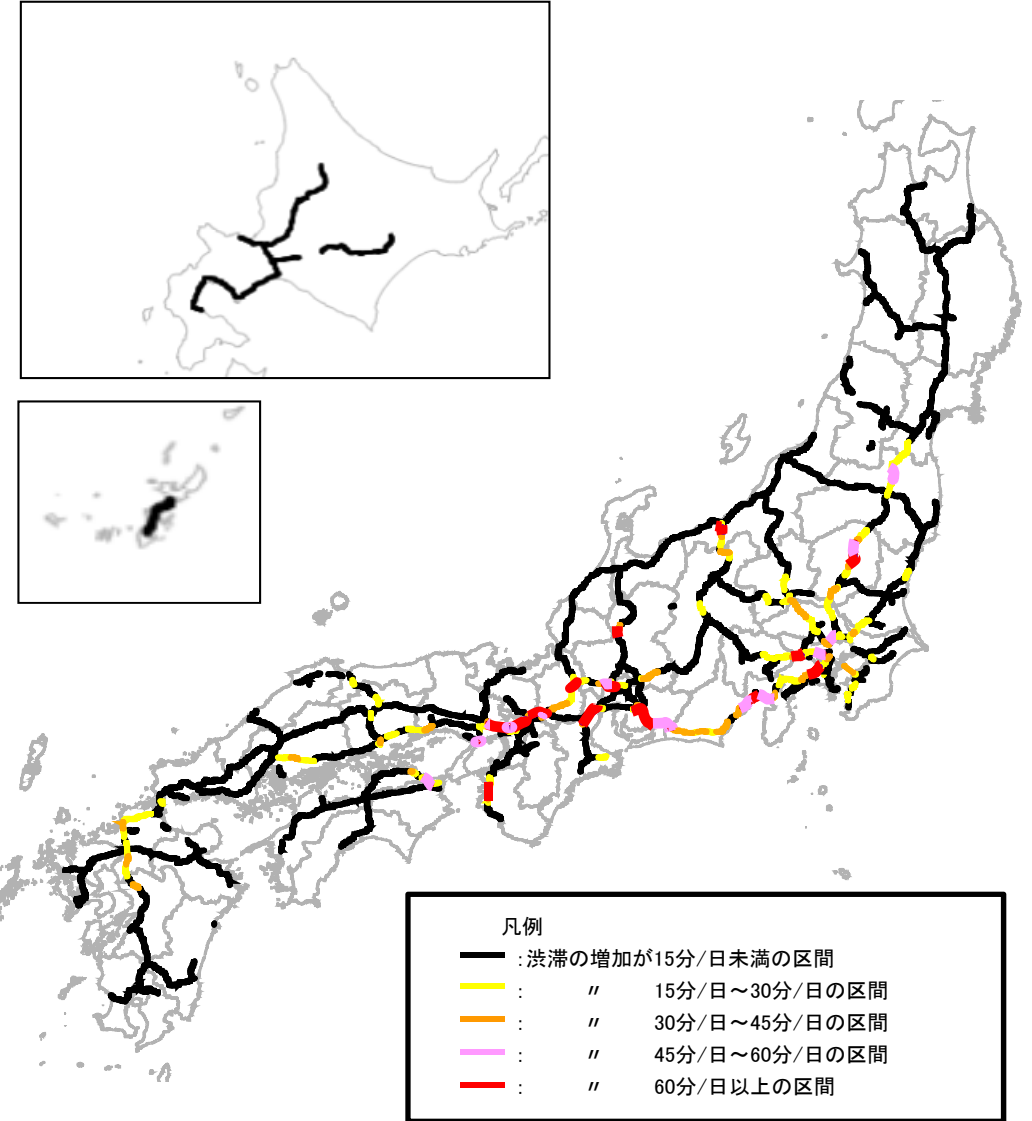 凡例
:渋滞の増加が15分/日未満の区間
: 〃 15分/日～30分/日の区間
: 〃 30分/日～45分/日の区間
: 〃 45分/日～60分/日の区間
: 〃 60分/日以上の区間